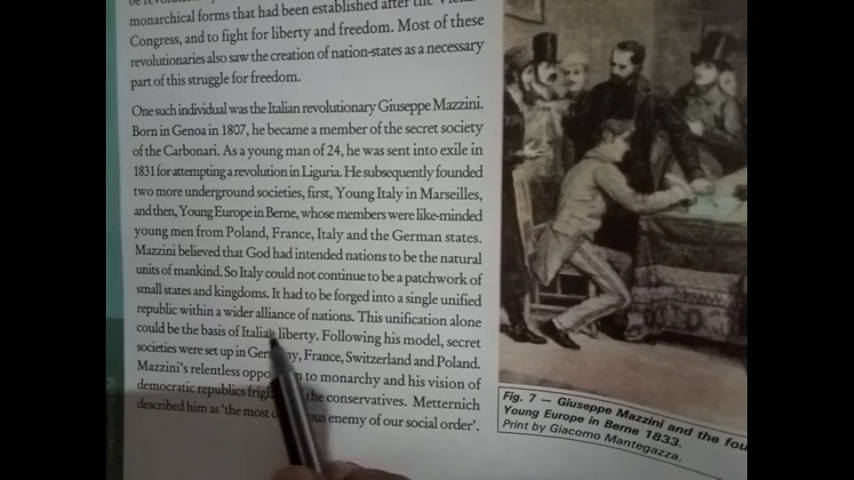 monarchical forms that had been established after the
Congress, and to fight for liberty and freedom. Most of these
revolutionaries also saw the creation of nation-states as a necessary
part of this struggle for freedom.
One such individual was the Italian revolutionary Giuseppe Mazzini.
Born in Genoa in 1807, he became a member of the secret society
of the Carbonari. As a young man of 24, he was sent into exile in
1831 for attempting a revolution in Liguria. He subsequently founded
two more underground societies, first, Young Italy in Marseilles,
and then, Young Europe in Berne, whose members were like-minded
young men from Poland, France, Italy and the German states.
Mazzini believed that God had intended nations to be the natural
units of mankind. So Italy could not continue to be a patchwork of
small states and kingdoms. It had to be forged into a single unified
republic within a wider alliance of nations. This unification alone
could be the basis of Italian liberty. Following his model, secret
societies were set up in Germany, France, Switzerland and Poland.
Mazzini's relentless to monarchy and his vision of
democratic republics the conservatives. Metternich
described him as 'the most enemy of our social order'.
Fig. 7 — Giuseppe Mazzini and the
Young Europe in Berne 1833.
Print by Giacomo Mantegazza.